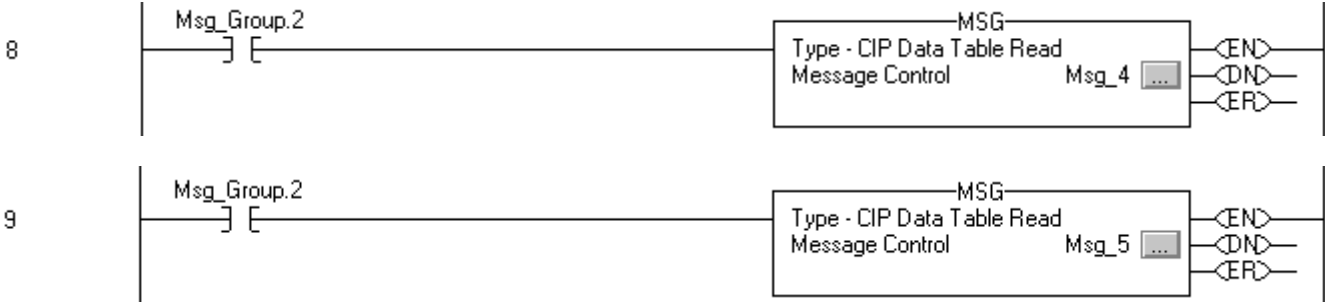 Msg_Group.2
MSG
8
Type - CIP Data Table Read
EN
Message Control Msg_4 ...
DN
ER
Msg_Group.2
MSG
9
Type - CIP Data Table Read
EN
Message Control Msg_5 ...
DN
ER